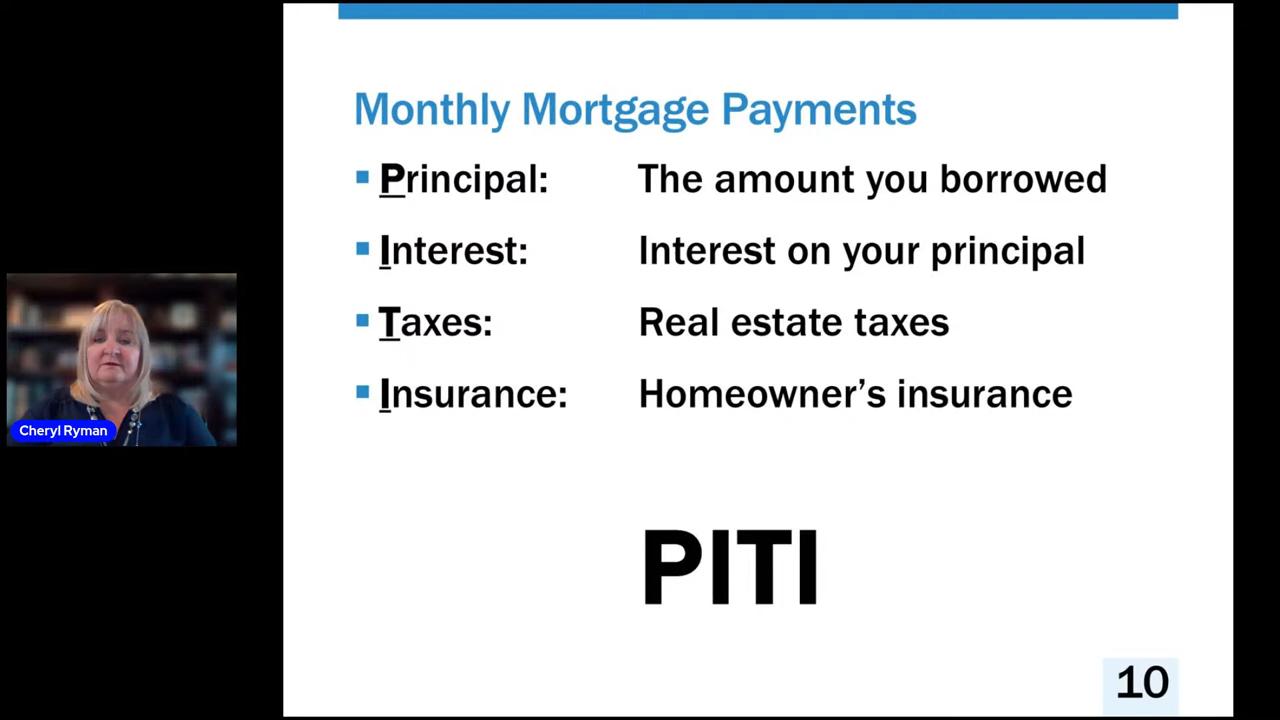 Monthly Mortgage Payments
Principal: The amount you borrowed
Interest: Interest on your principal
Taxes: Real estate taxes
Insurance: Homeowner’s insurance
Cheryl Ryman
PITI
10